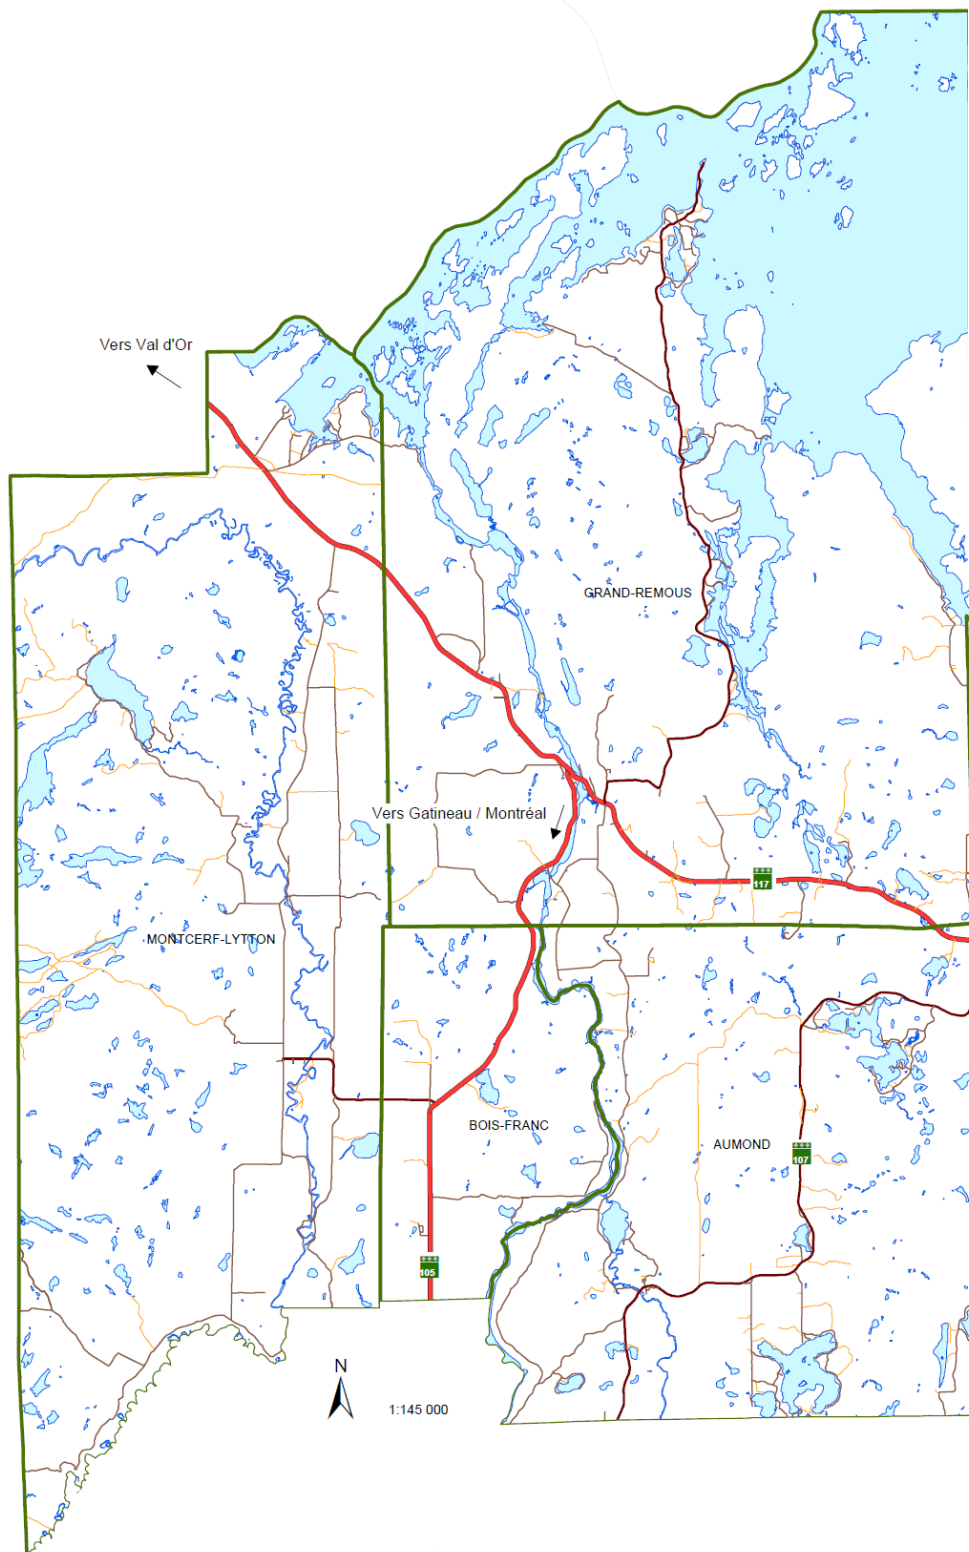 Vers Val d'Or
GRAND-REMOUS
Vers Gatineau / Montréal
117
MONTCERF-LYTTON
BOIS-FRANC
AUMOND
107
105
N
1:145 000